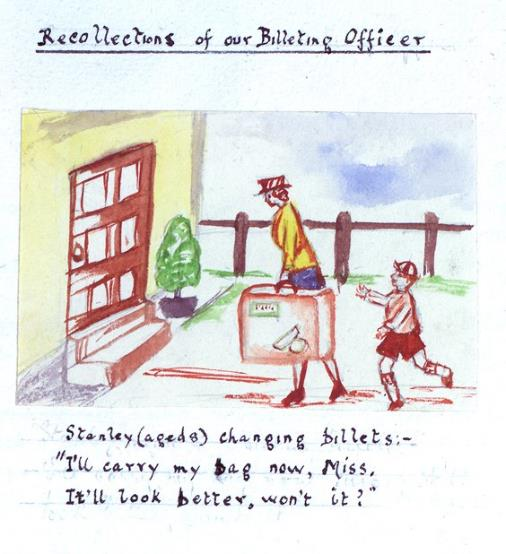 Recollections of our Billeting Officer
Stanley (aged 8) changing billets:-
"I'll carry my bag now, Miss.
It'll look better, won't it?"